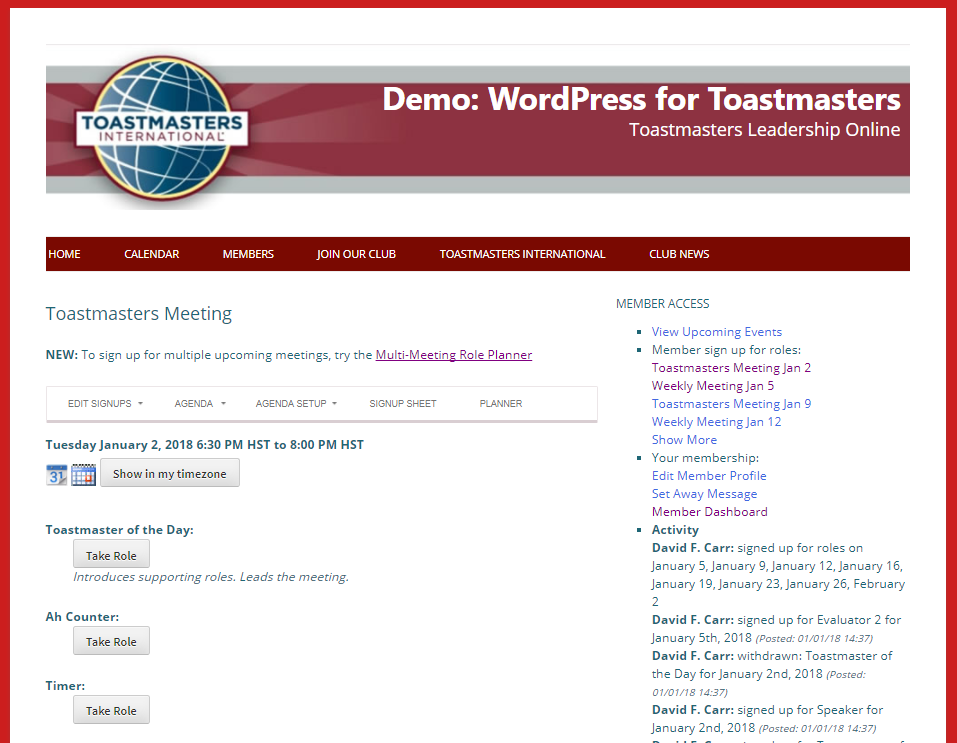 TOASTMASTERS
INTERNATIONAL
Demo: WordPress for Toastmasters
Toastmasters Leadership Online
HOME CALENDAR MEMBERS JOIN OUR CLUB TOASTMASTERS INTERNATIONAL CLUB NEWS
Toastmasters Meeting
NEW: To sign up for multiple upcoming meetings, try the Multi-Meeting Role Planner
EDIT SIGNUPS AGENDA AGENDA SETUP SIGNUP SHEET PLANNER
Tuesday January 2, 2018 6:30 PM HST to 8:00 PM HST
31 Show in my timezone
Toastmaster of the Day:
Take Role
Introduces supporting roles. Leads the meeting.
Ah Counter:
Take Role
Timer:
Take Role
MEMBER ACCESS
View Upcoming Events
Member sign up for roles:
Toastmasters Meeting Jan 2
Weekly Meeting Jan 5
Toastmasters Meeting Jan 9
Weekly Meeting Jan 12
Show More
Your membership:
Edit Member Profile
Set Away Message
Member Dashboard
Activity
David F. Carr: signed up for roles on
January 5, January 9, January 12, January 16,
January 19, January 23, January 26, February
2
David F. Carr: signed up for Evaluator 2 for
January 5th, 2018 (Posted: 01/01/18 14:37)
David F. Carr: withdrawn: Toastmaster of
the Day for January 2nd, 2018 (Posted:
01/01/18 14:37)
David F. Carr: signed up for Speaker for
January 2nd, 2018 (Posted: 01/01/18 14:37)